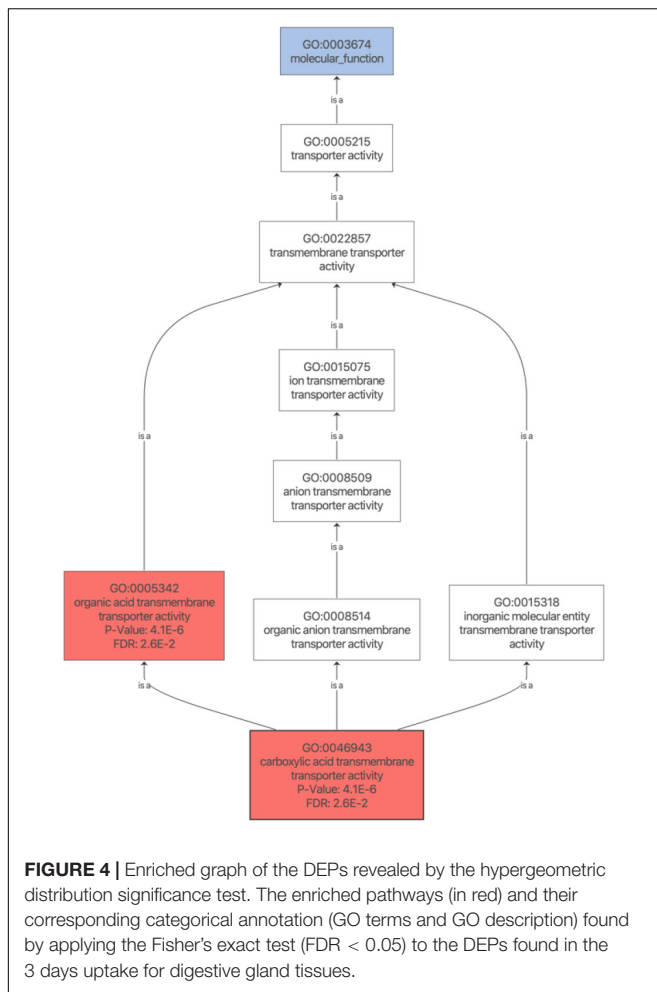 GO:0003674
molecular_function
is a
GO:0005215
transporter activity
is a
GO:0022857
transmembrane transporter
activity
is a
GO:0015075
ion transmembrane
transporter activity
is a
is a
is a
GO:0008509
anion transmembrane
transporter activity
is a
GO:0005342
organic acid transmembrane
transporter activity
P-Value: 4.1E-6
FDR: 2.6E-2
GO:0008514
organic anion transmembrane
transporter activity
GO:0015318
inorganic molecular entity
transmembrane transporter
activity
is a
is a
is a
GO:0046943
carboxylic acid transmembrane
transporter activity
P-Value: 4.1E-6
FDR: 2.6E-2
FIGURE 4 | Enriched graph of the DEPs revealed by the hypergeometric
distribution significance test. The enriched pathways (in red) and their
corresponding categorical annotation (GO terms and GO description) found
by applying the Fisher's exact test (FDR < 0.05) to the DEPs found in the
3 days uptake for digestive gland tissues.